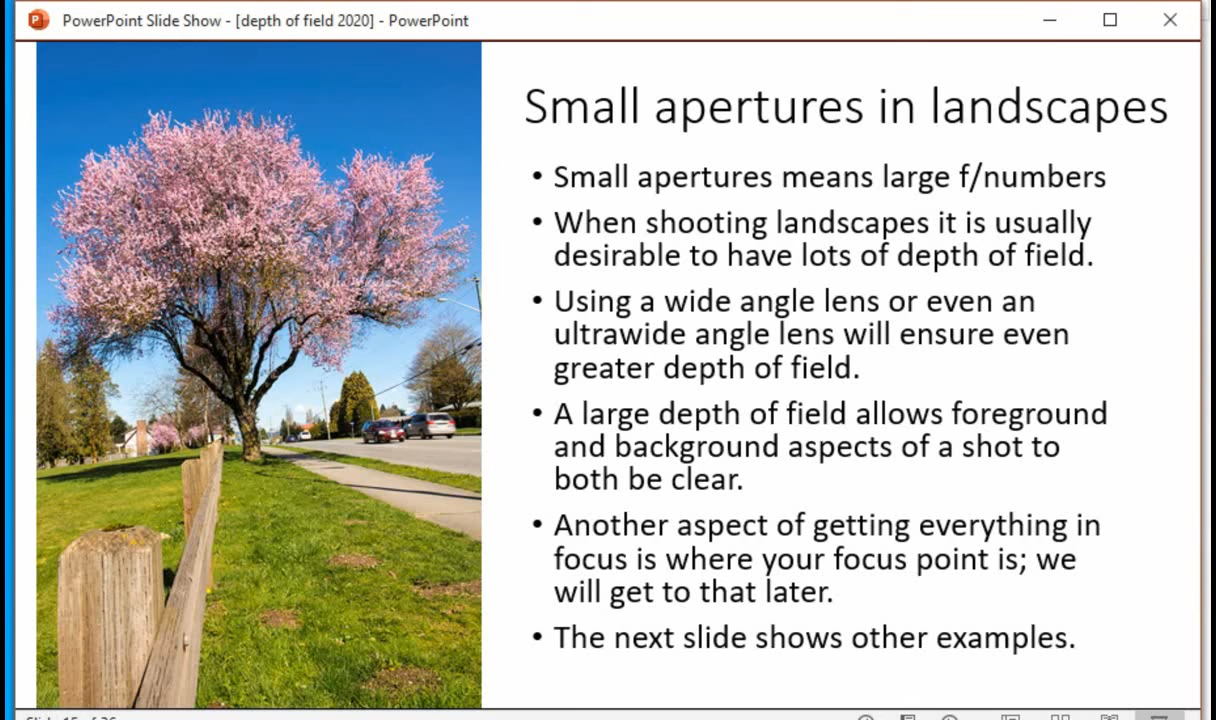 PowerPoint Slide Show - [depth of field 2020] - PowerPoint
Small apertures in landscapes
• Small apertures means large f/numbers
• When shooting landscapes it is usually
desirable to have lots of depth of field.
• Using a wide angle lens or even an
ultrawide angle lens will ensure even
greater depth of field.
• A large depth of field allows foreground
and background aspects of a shot to
both be clear.
• Another aspect of getting everything in
focus is where your focus point is; we
will get to that later.
• The next slide shows other examples.